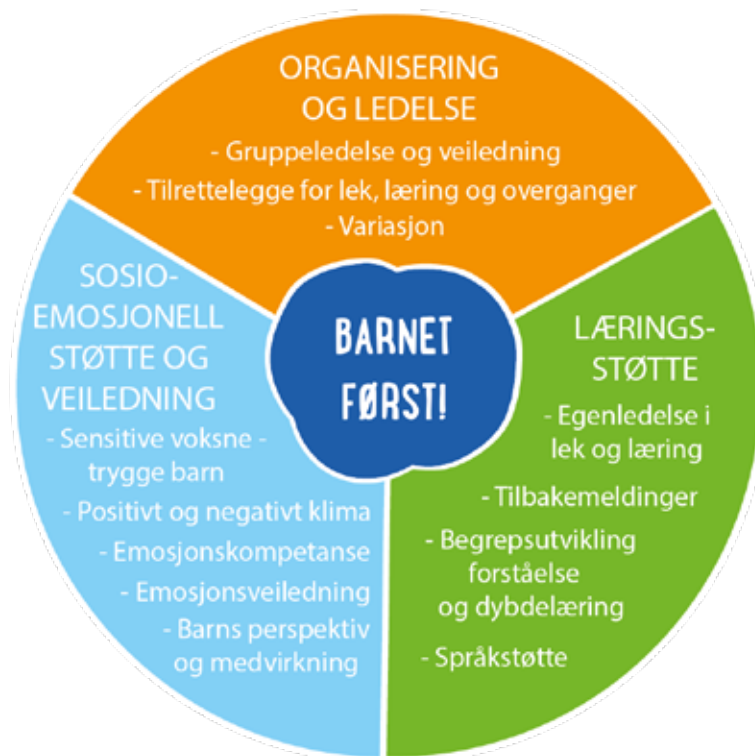 ORGANISERING
OG LEDELSE
- Gruppeledelse og veiledning
- Tilrettelegge for lek, læring og overganger
- Variasjon
SOSIO-
EMOSJONELL
STØTTE OG
VEILEDNING
- Sensitive voksne -
trygge barn
- Positivt og negativt klima
- Emosjonskompetanse
- Emosjonsveiledning
- Barns perspektiv
og medvirkning
BARNET
FØRST!
LÆRINGS-
STØTTE
- Egenledelse i
lek og læring
- Tilbakemeldinger
- Begrepsutvikling
forståelse
og dybdelæring
- Språkstøtte